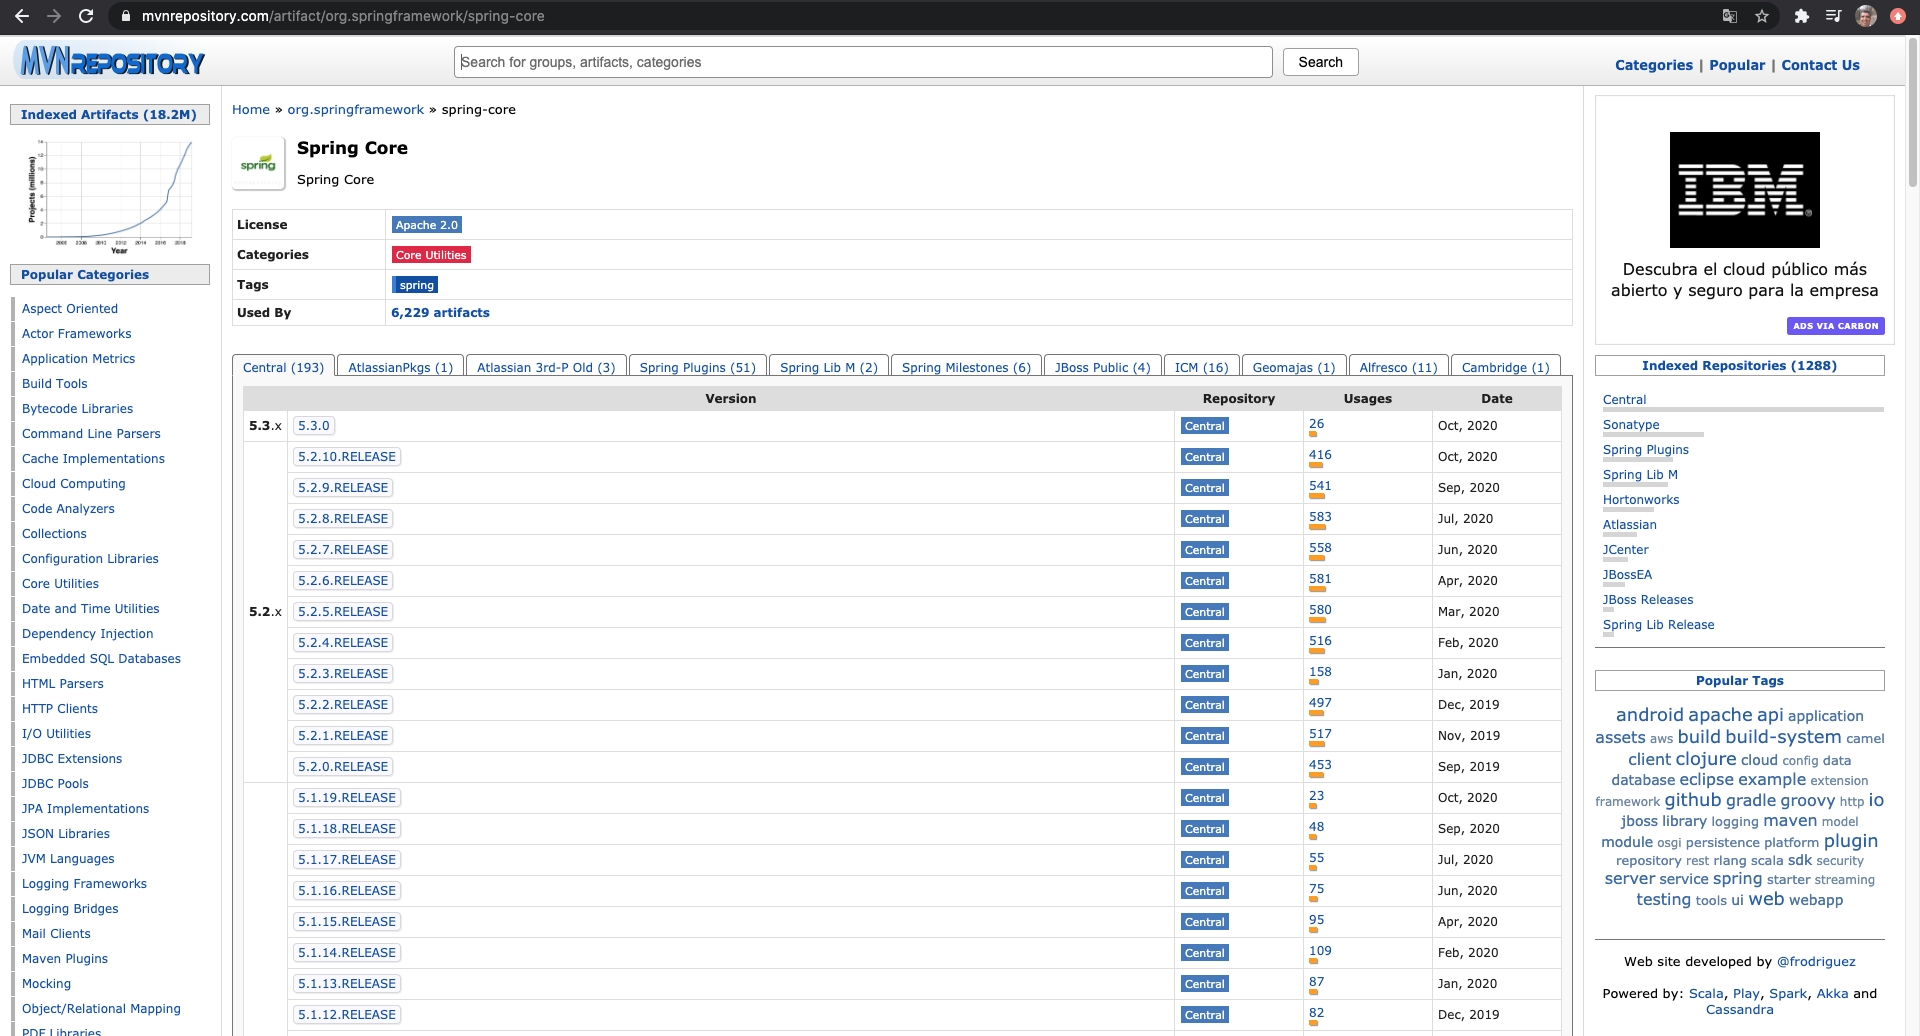 mvnrepository.com/artifact/org.springframework/spring-core
MVNREPOSITORY
Search for groups, artifacts, categories
Search
Categories | Popular | Contact Us
Indexed Artifacts (18.2M)
Projects (millions)
Year
Popular Categories
Aspect Oriented
Actor Frameworks
Application Metrics
Build Tools
Bytecode Libraries
Command Line Parsers
Cache Implementations
Cloud Computing
Code Analyzers
Collections
Configuration Libraries
Core Utilities
Date and Time Utilities
Dependency Injection
Embedded SQL Databases
HTML Parsers
HTTP Clients
I/O Utilities
JDBC Extensions
JDBC Pools
JPA Implementations
JSON Libraries
JVM Languages
Logging Frameworks
Logging Bridges
Mail Clients
Maven Plugins
Mocking
Object/Relational Mapping
PDF Libraries
Home » org.springframework » spring-core
spring
Spring Core
Spring Core
License Apache 2.0
Categories Core Utilities
Tags spring
Used By 6,229 artifacts
Central (193) AtlassianPkgs (1) Atlassian 3rd-P Old (3) Spring Plugins (51) Spring Lib M (2) Spring Milestones (6) JBoss Public (4) ICM (16) Geomajas (1) Alfresco (11) Cambridge (1)
Version Repository Usages Date
5.3.x 5.3.0 Central 26 Oct, 2020
5.2.10.RELEASE Central 416 Oct, 2020
5.2.9.RELEASE Central 541 Sep, 2020
5.2.8.RELEASE Central 583 Jul, 2020
5.2.7.RELEASE Central 558 Jun, 2020
5.2.6.RELEASE Central 581 Apr, 2020
5.2.x 5.2.5.RELEASE Central 580 Mar, 2020
5.2.4.RELEASE Central 516 Feb, 2020
5.2.3.RELEASE Central 158 Jan, 2020
5.2.2.RELEASE Central 497 Dec, 2019
5.2.1.RELEASE Central 517 Nov, 2019
5.2.0.RELEASE Central 453 Sep, 2019
5.1.19.RELEASE Central 23 Oct, 2020
5.1.18.RELEASE Central 48 Sep, 2020
5.1.17.RELEASE Central 55 Jul, 2020
5.1.16.RELEASE Central 75 Jun, 2020
5.1.15.RELEASE Central 95 Apr, 2020
5.1.14.RELEASE Central 109 Feb, 2020
5.1.13.RELEASE Central 87 Jan, 2020
5.1.12.RELEASE Central 82 Dec, 2019
IBM
Descubra el cloud público más
abierto y seguro para la empresa
ADS VIA CARBON
Indexed Repositories (1288)
Central
Sonatype
Spring Plugins
Spring Lib M
Hortonworks
Atlassian
JCenter
JBossEA
JBoss Releases
Spring Lib Release
Popular Tags
android apache api application
assets aws build build-system camel
client clojure cloud config data
database eclipse example extension
framework github gradle groovy http io
jboss library logging maven model
module osgi persistence platform plugin
repository rest rlang scala sdk security
server service spring starter streaming
testing tools ui web webapp
Web site developed by @frodriguez
Powered by: Scala, Play, Spark, Akka and
Cassandra